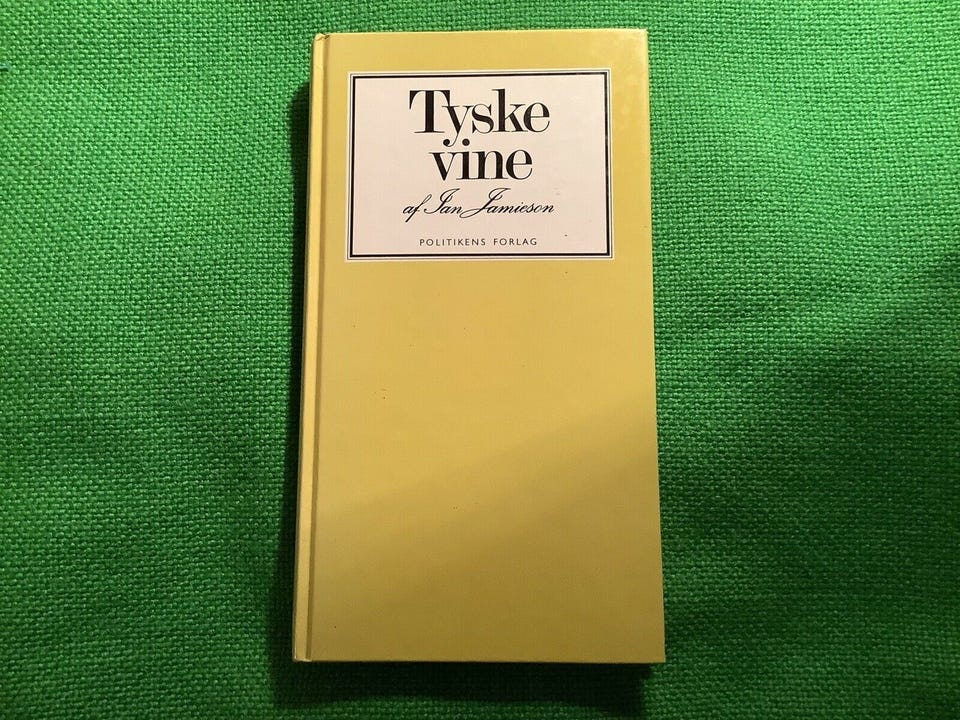 Tyske
vine
af Ian Jamieson
POLITIKENS FORLAG